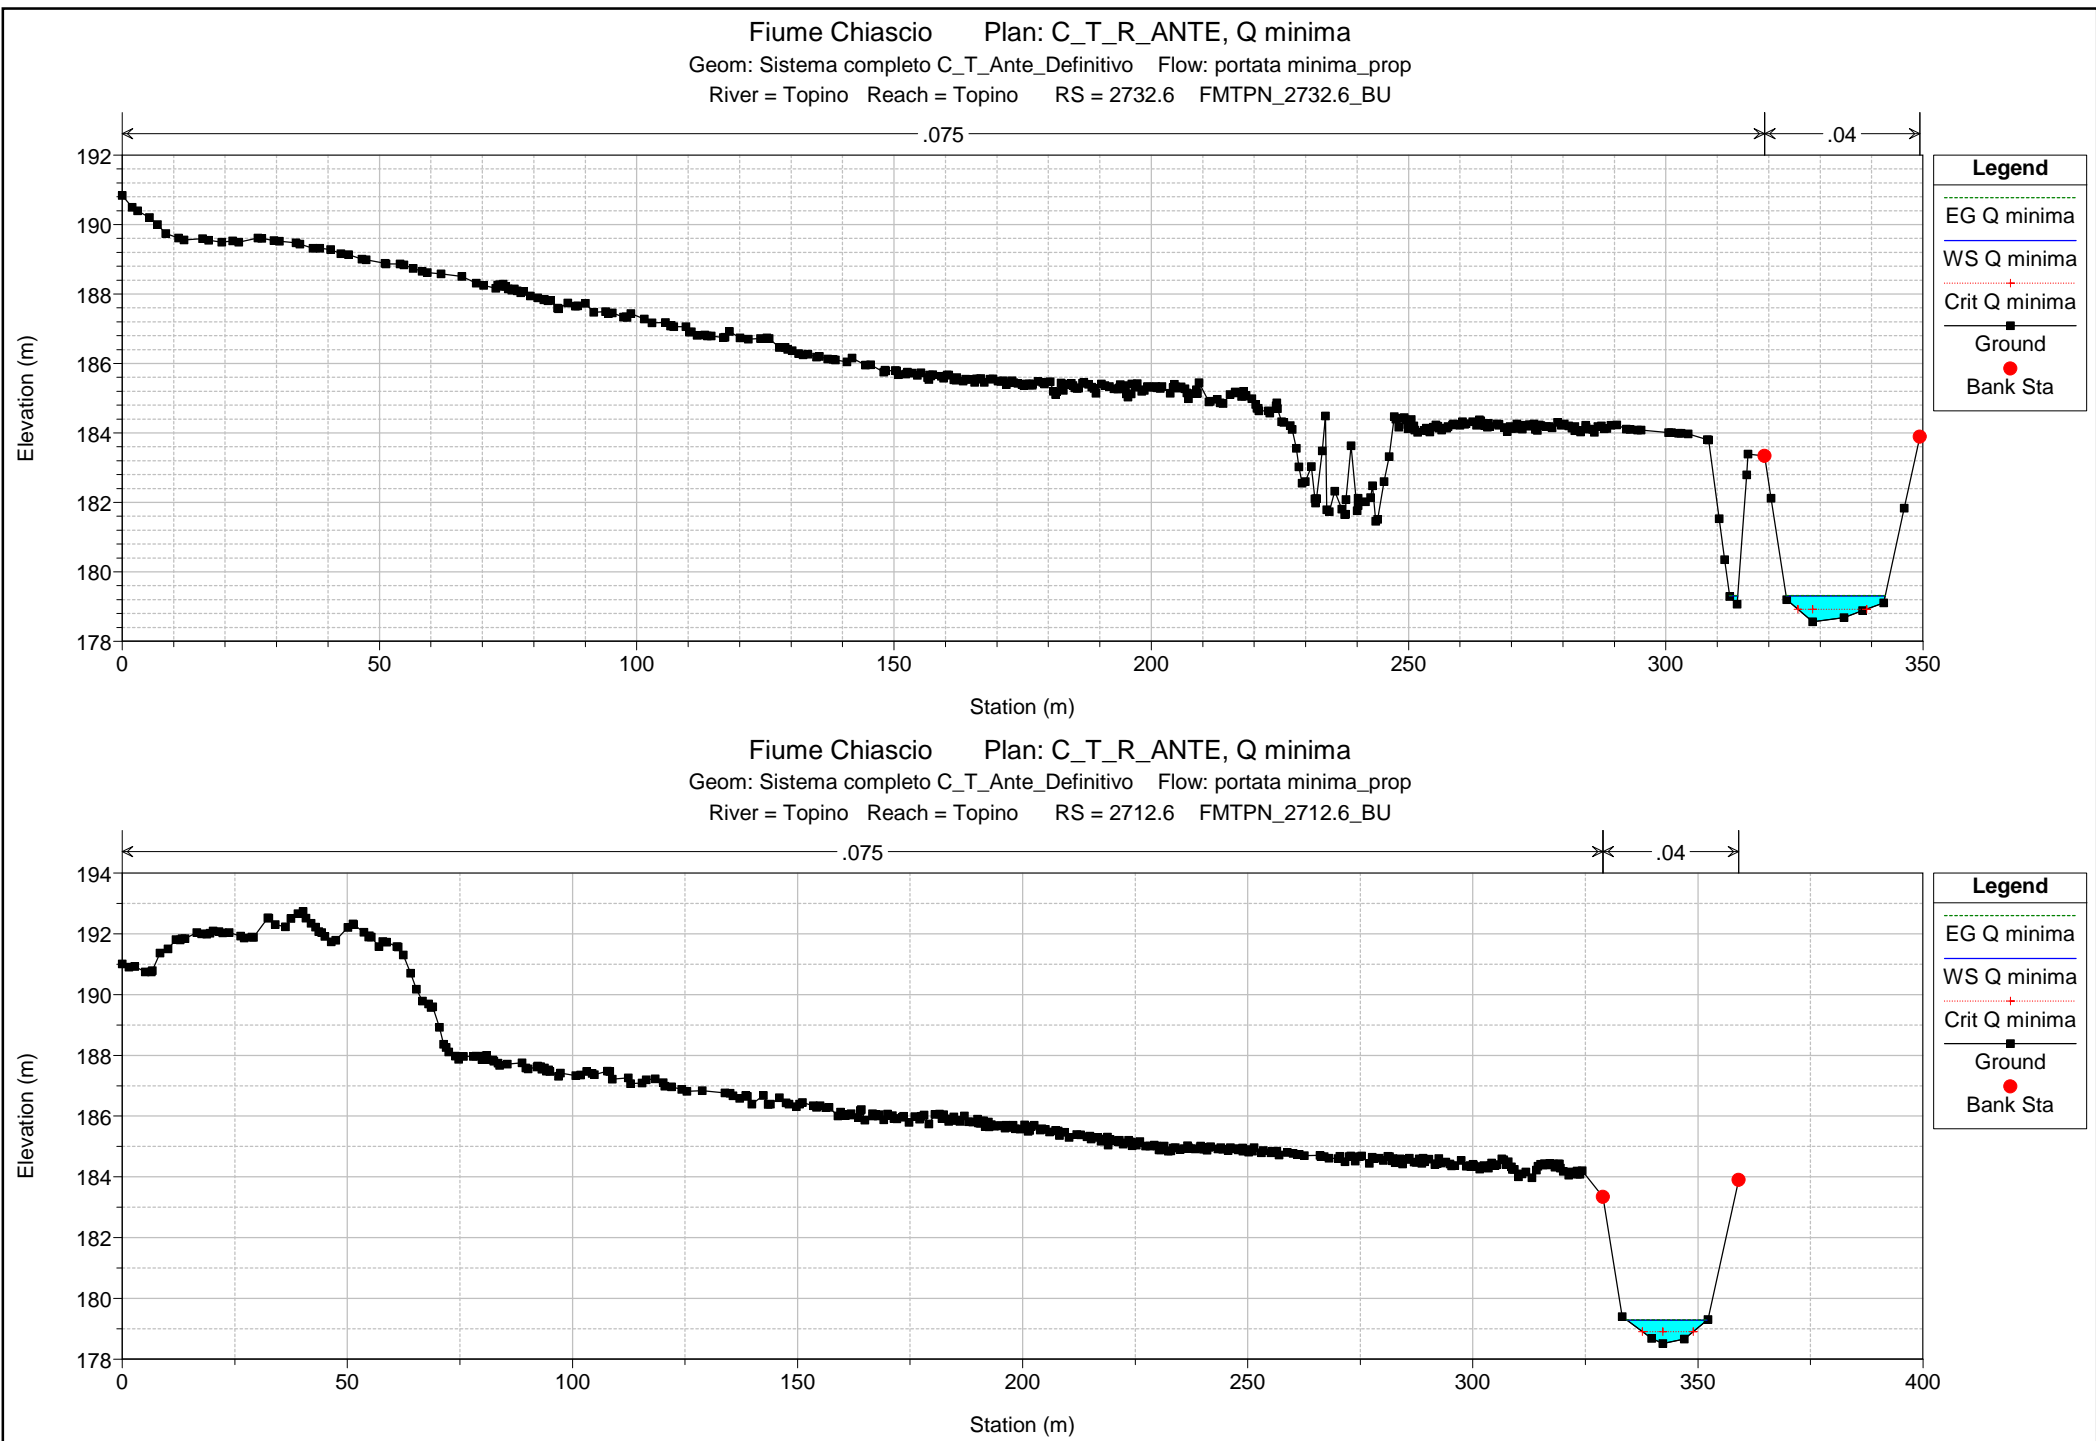 Fiume Chiascio Plan: C_T_R_ANTE, Q minima
Geom: Sistema completo C_T_Ante_Definitivo Flow: portata minima_prop
River = Topino Reach = Topino RS = 2732.6 FMTPN_2732.6_BU
.075 .04
192
190
188
186
184
182
180
178
Elevation (m)
0 50 100 150 200 250 300 350
Station (m)
Legend
EG Q minima
WS Q minima
Crit Q minima
Ground
Bank Sta
Fiume Chiascio Plan: C_T_R_ANTE, Q minima
Geom: Sistema completo C_T_Ante_Definitivo Flow: portata minima_prop
River = Topino Reach = Topino RS = 2712.6 FMTPN_2712.6_BU
.075 .04
194
192
190
188
186
184
182
180
178
Elevation (m)
0 50 100 150 200 250 300 350 400
Station (m)
Legend
EG Q minima
WS Q minima
Crit Q minima
Ground
Bank Sta